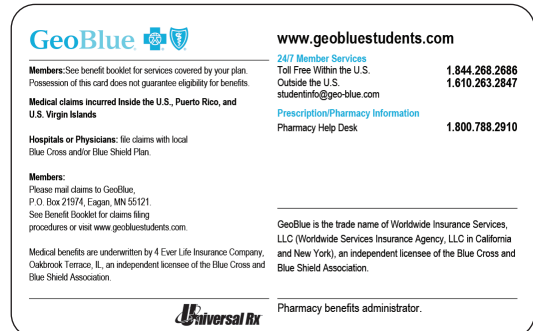 GeoBlue
Members:See benefit booklet for services covered by your plan.
Possession of this card does not guarantee eligibility for benefits.
Medical claims incurred Inside the U.S., Puerto Rico, and
U.S. Virgin Islands
Hospitals or Physicians: file claims with local
Blue Cross and/or Blue Shield Plan.
Members:
Please mail claims to GeoBlue,
P.O. Box 21974, Eagan, MN 55121.
See Benefit Booklet for claims filing
procedures or visit www.geobluestudents.com.
Medical benefits are underwritten by 4 Ever Life Insurance Company,
Oakbrook Terrace, IL, an independent licensee of the Blue Cross and
Blue Shield Association.
Universal Rx
www.geobluestudents.com
24/7 Member Services
Toll Free Within the U.S. 1.844.268.2686
Outside the U.S. 1.610.263.2847
studentinfo@geo-blue.com
Prescription/Pharmacy Information
Pharmacy Help Desk 1.800.788.2910
GeoBlue is the trade name of Worldwide Insurance Services,
LLC (Worldwide Services Insurance Agency, LLC in California
and New York), an independent licensee of the Blue Cross and
Blue Shield Association.
Pharmacy benefits administrator.